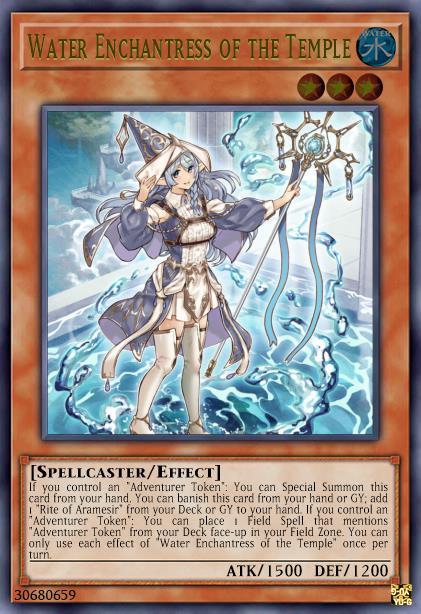 WATER ENCHANTRESS OF THE TEMPLE
WATER
水
[SPELLCASTER/EFFECT]
If you control an "Adventurer Token": You can Special Summon this
card from your hand. You can banish this card from your hand or GY; add
1 "Rite of Aramesir" from your Deck or GY to your hand. If you control an
"Adventurer Token": You can place 1 Field Spell that mentions
"Adventurer Token" from your Deck face-up in your Field Zone. You can
only use each effect of "Water Enchantress of the Temple" once per
turn.
ATK/1500 DEF/1200
30680659